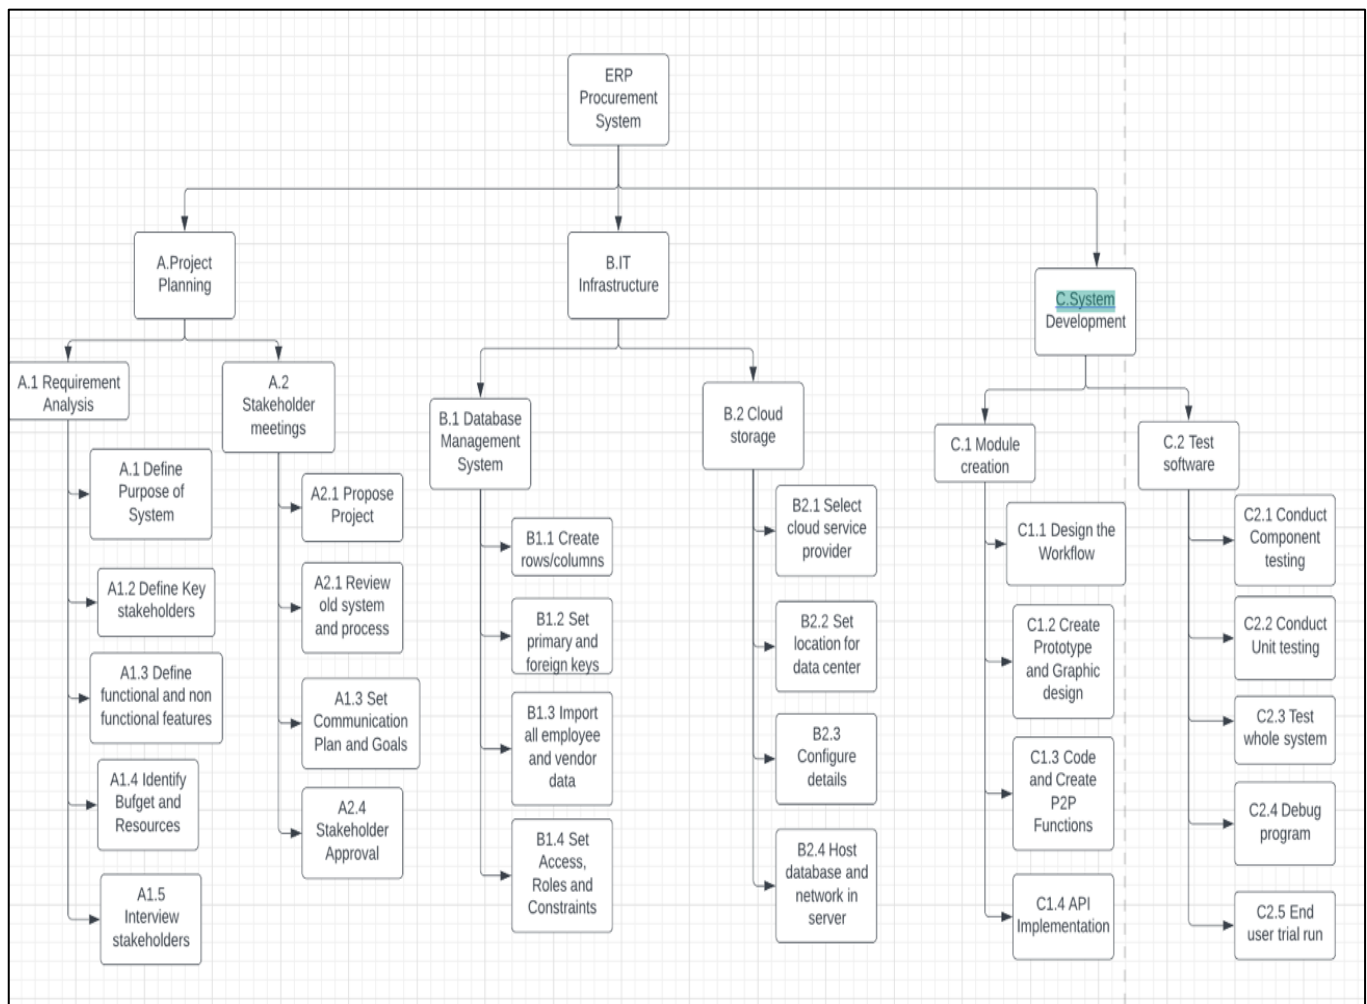 ERP
Procurement
System
A.Project
Planning
B.IT
Infrastructure
C.System
Development
A.1 Requirement
Analysis
A.2
Stakeholder
meetings
B.1 Database
Management
System
B.2 Cloud
storage
C.1 Module
creation
C.2 Test
software
A.1 Define
Purpose of
System
A1.2 Define Key
stakeholders
A1.3 Define
functional and non
functional features
A1.4 Identify
Bufget and
Resources
A1.5
Interview
stakeholders
A2.1 Propose
Project
A2.1 Review
old system
and process
A1.3 Set
Communication
Plan and Goals
A2.4
Stakeholder
Approval
B1.1 Create
rows/columns
B1.2 Set
primary and
foreign keys
B1.3 Import
all employee
and vendor
data
B1.4 Set
Access,
Roles and
Constraints
B2.1 Select
cloud service
provider
B2.2 Set
location for
data center
B2.3
Configure
details
B2.4 Host
database and
network in
server
C1.1 Design the
Workflow
C1.2 Create
Prototype
and Graphic
design
C1.3 Code
and Create
P2P
Functions
C1.4 API
Implementation
C2.1 Conduct
Component
testing
C2.2 Conduct
Unit testing
C2.3 Test
whole system
C2.4 Debug
program
C2.5 End
user trial run